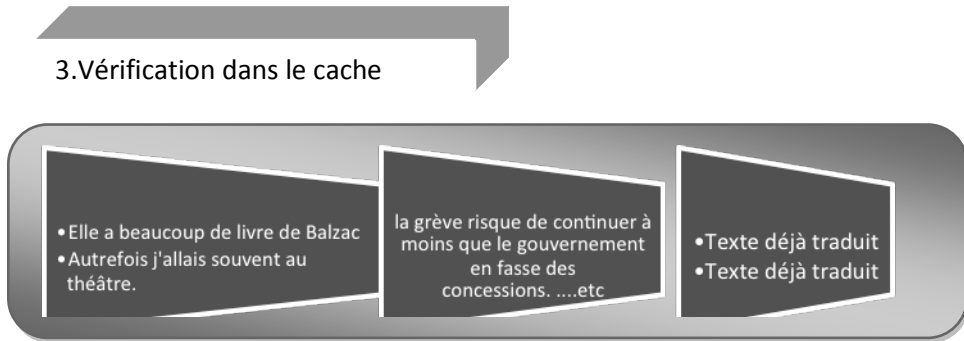 3.Vérification dans le cache
•Elle a beaucoup de livre de Balzac
•Autrefois j'allais souvent au
théâtre.
la grève risque de continuer à
moins que le gouvernement
en fasse des
concessions. ....etc
•Texte déjà traduit
•Texte déjà traduit